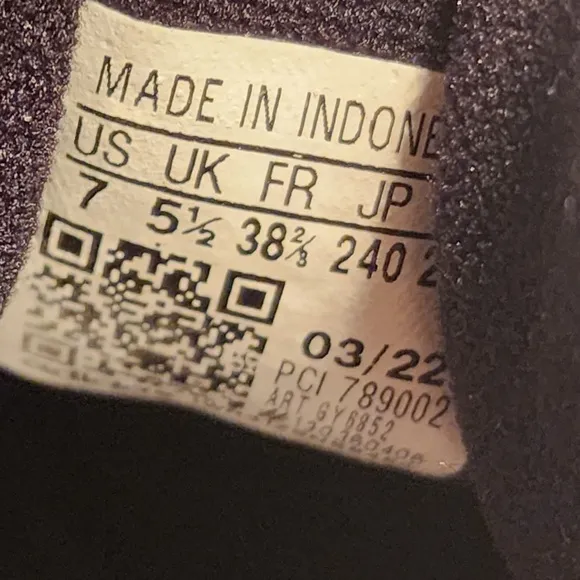 MADE IN INDONE
US UK FR JP
7 5½ 38⅔ 240 2
03/22
PCI 789002
ART GY6852